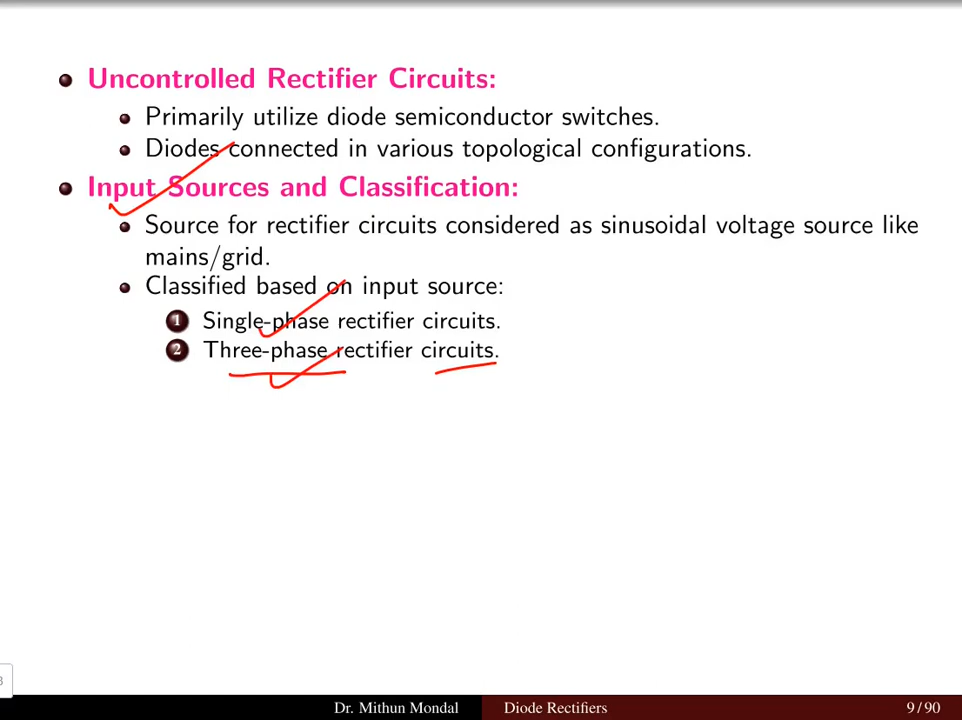 Uncontrolled Rectifier Circuits:
Primarily utilize diode semiconductor switches.
Diodes connected in various topological configurations.
Input Sources and Classification:
Source for rectifier circuits considered as sinusoidal voltage source like
mains/grid.
Classified based on input source:
1 Single-phase rectifier circuits.
2 Three-phase rectifier circuits.
3
Dr. Mithun Mondal Diode Rectifiers 9 / 90